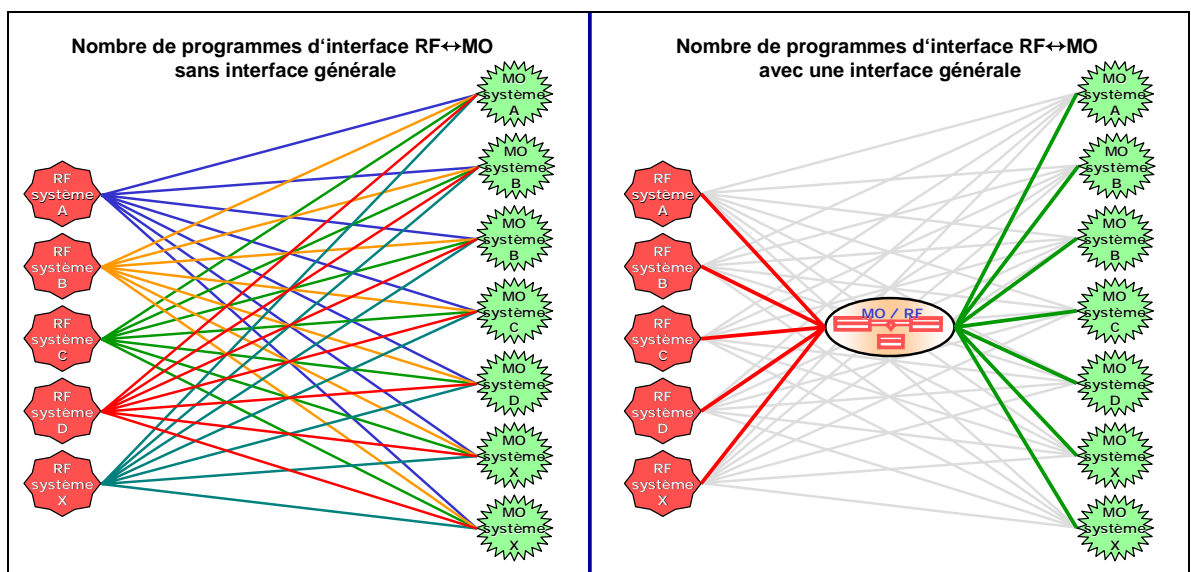 Nombre de programmes d‘interface RF↔MO
sans interface générale
MO
système
A
MO
système
B
MO
système
B
MO
système
C
MO
système
D
MO
système
X
MO
système
X
RF
système
A
RF
système
B
RF
système
C
RF
système
D
RF
système
X
Nombre de programmes d‘interface RF↔MO
avec une interface générale
MO
système
A
MO
système
B
MO
système
B
MO
système
C
MO
système
D
MO
système
X
MO
système
X
RF
système
A
RF
système
B
RF
système
C
RF
système
D
RF
système
X
MO / RF